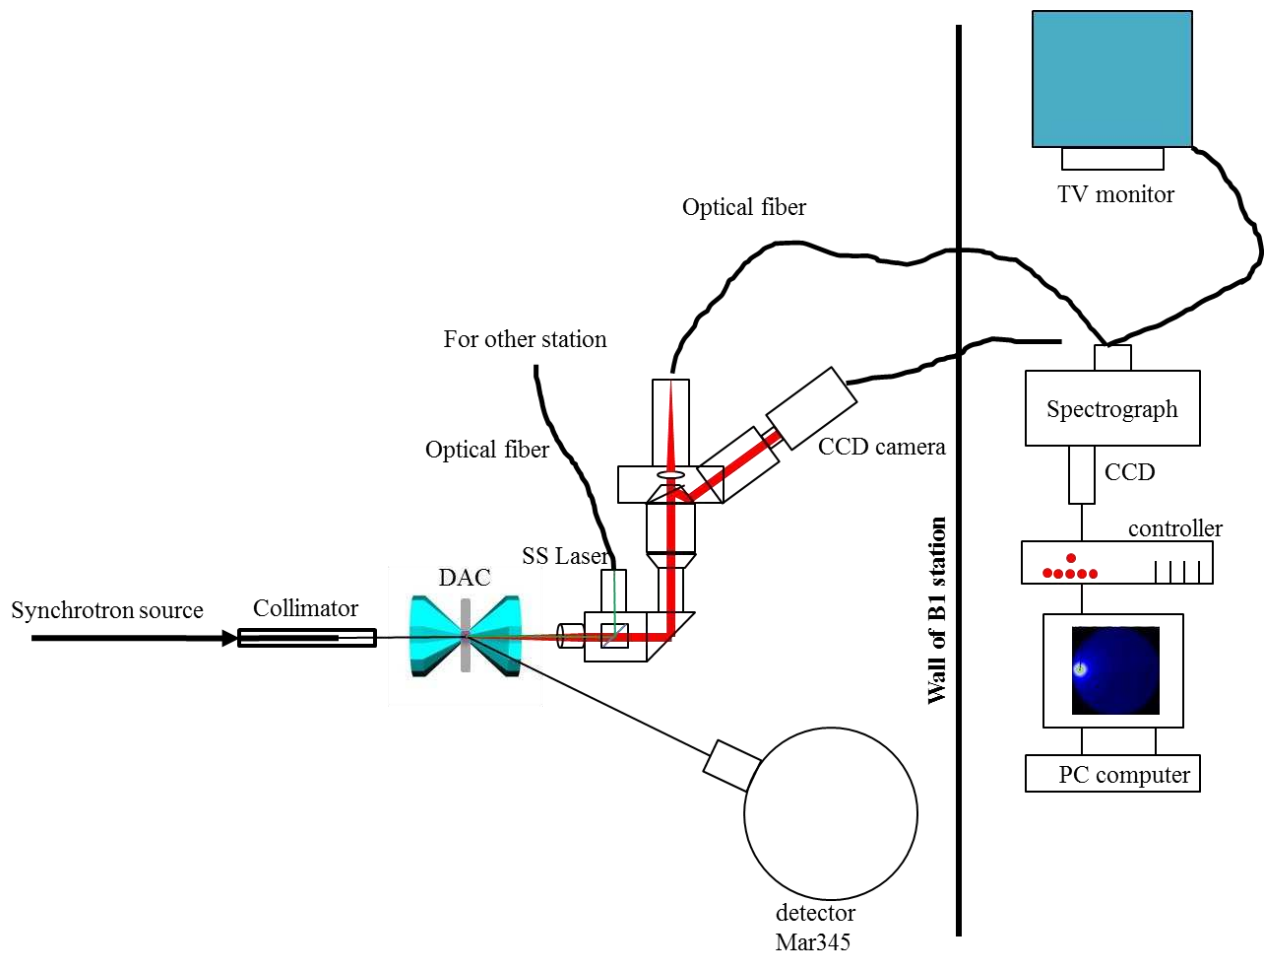 TV monitor
Optical fiber
For other station
Optical fiber
CCD camera
Spectrograph
CCD
controller
SS Laser
DAC
Synchrotron source
Collimator
Wall of B1 station
PC computer
detector
Mar345